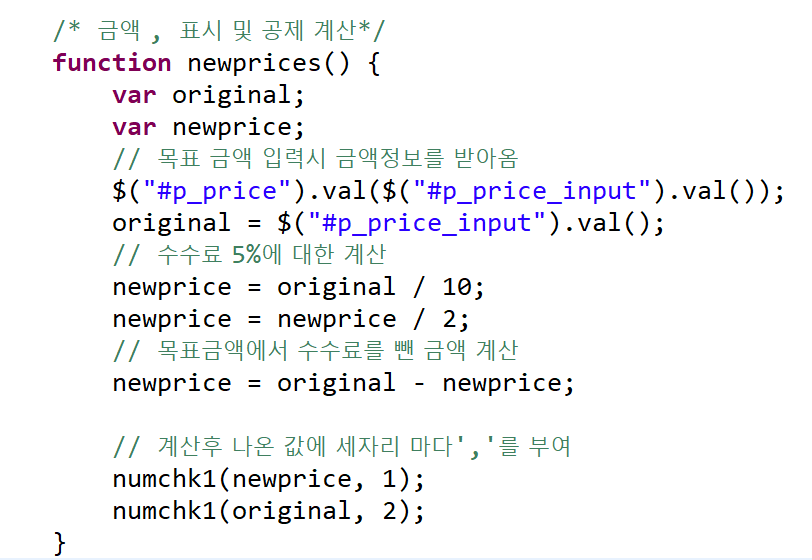 /* 금액 , 표시 및 공제 계산*/
function newprices() {
var original;
var newprice;
// 목표 금액 입력시 금액정보를 받아옴
$("#p_price").val($("#p_price_input").val());
original = $("#p_price_input").val();
// 수수료 5%에 대한 계산
newprice = original / 10;
newprice = newprice / 2;
// 목표금액에서 수수료를 뺀 금액 계산
newprice = original - newprice;
// 계산후 나온 값에 세자리 마다','를 부여
numchk1(newprice, 1);
numchk1(original, 2);
}